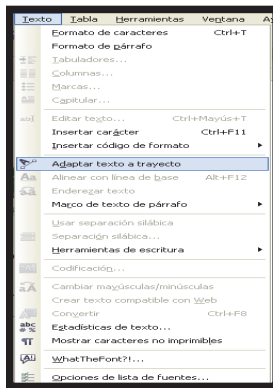 Texto Tabla Herramientas Ventana Ay
Formato de caracteres Ctrl+T
Formato de párrafo
Tabuladores...
Columnas...
Marcas...
Capitular...
ab| Editar texto... Ctrl+Mayús+T
Insertar carácter Ctrl+F11
Insertar código de formato
Adaptar texto a trayecto
Aa Alinear con línea de base Alt+F12
Enderezar texto
Marco de texto de párrafo
Usar separación silábica
Separación silábica...
Herramientas de escritura
Codificación...
Cambiar mayúsculas/minúsculas
Crear texto compatible con Web
Convertir Ctrl+F8
abc Estadísticas de texto...
Mostrar caracteres no imprimibles
WhatTheFont?!...
Opciones de lista de fuentes...